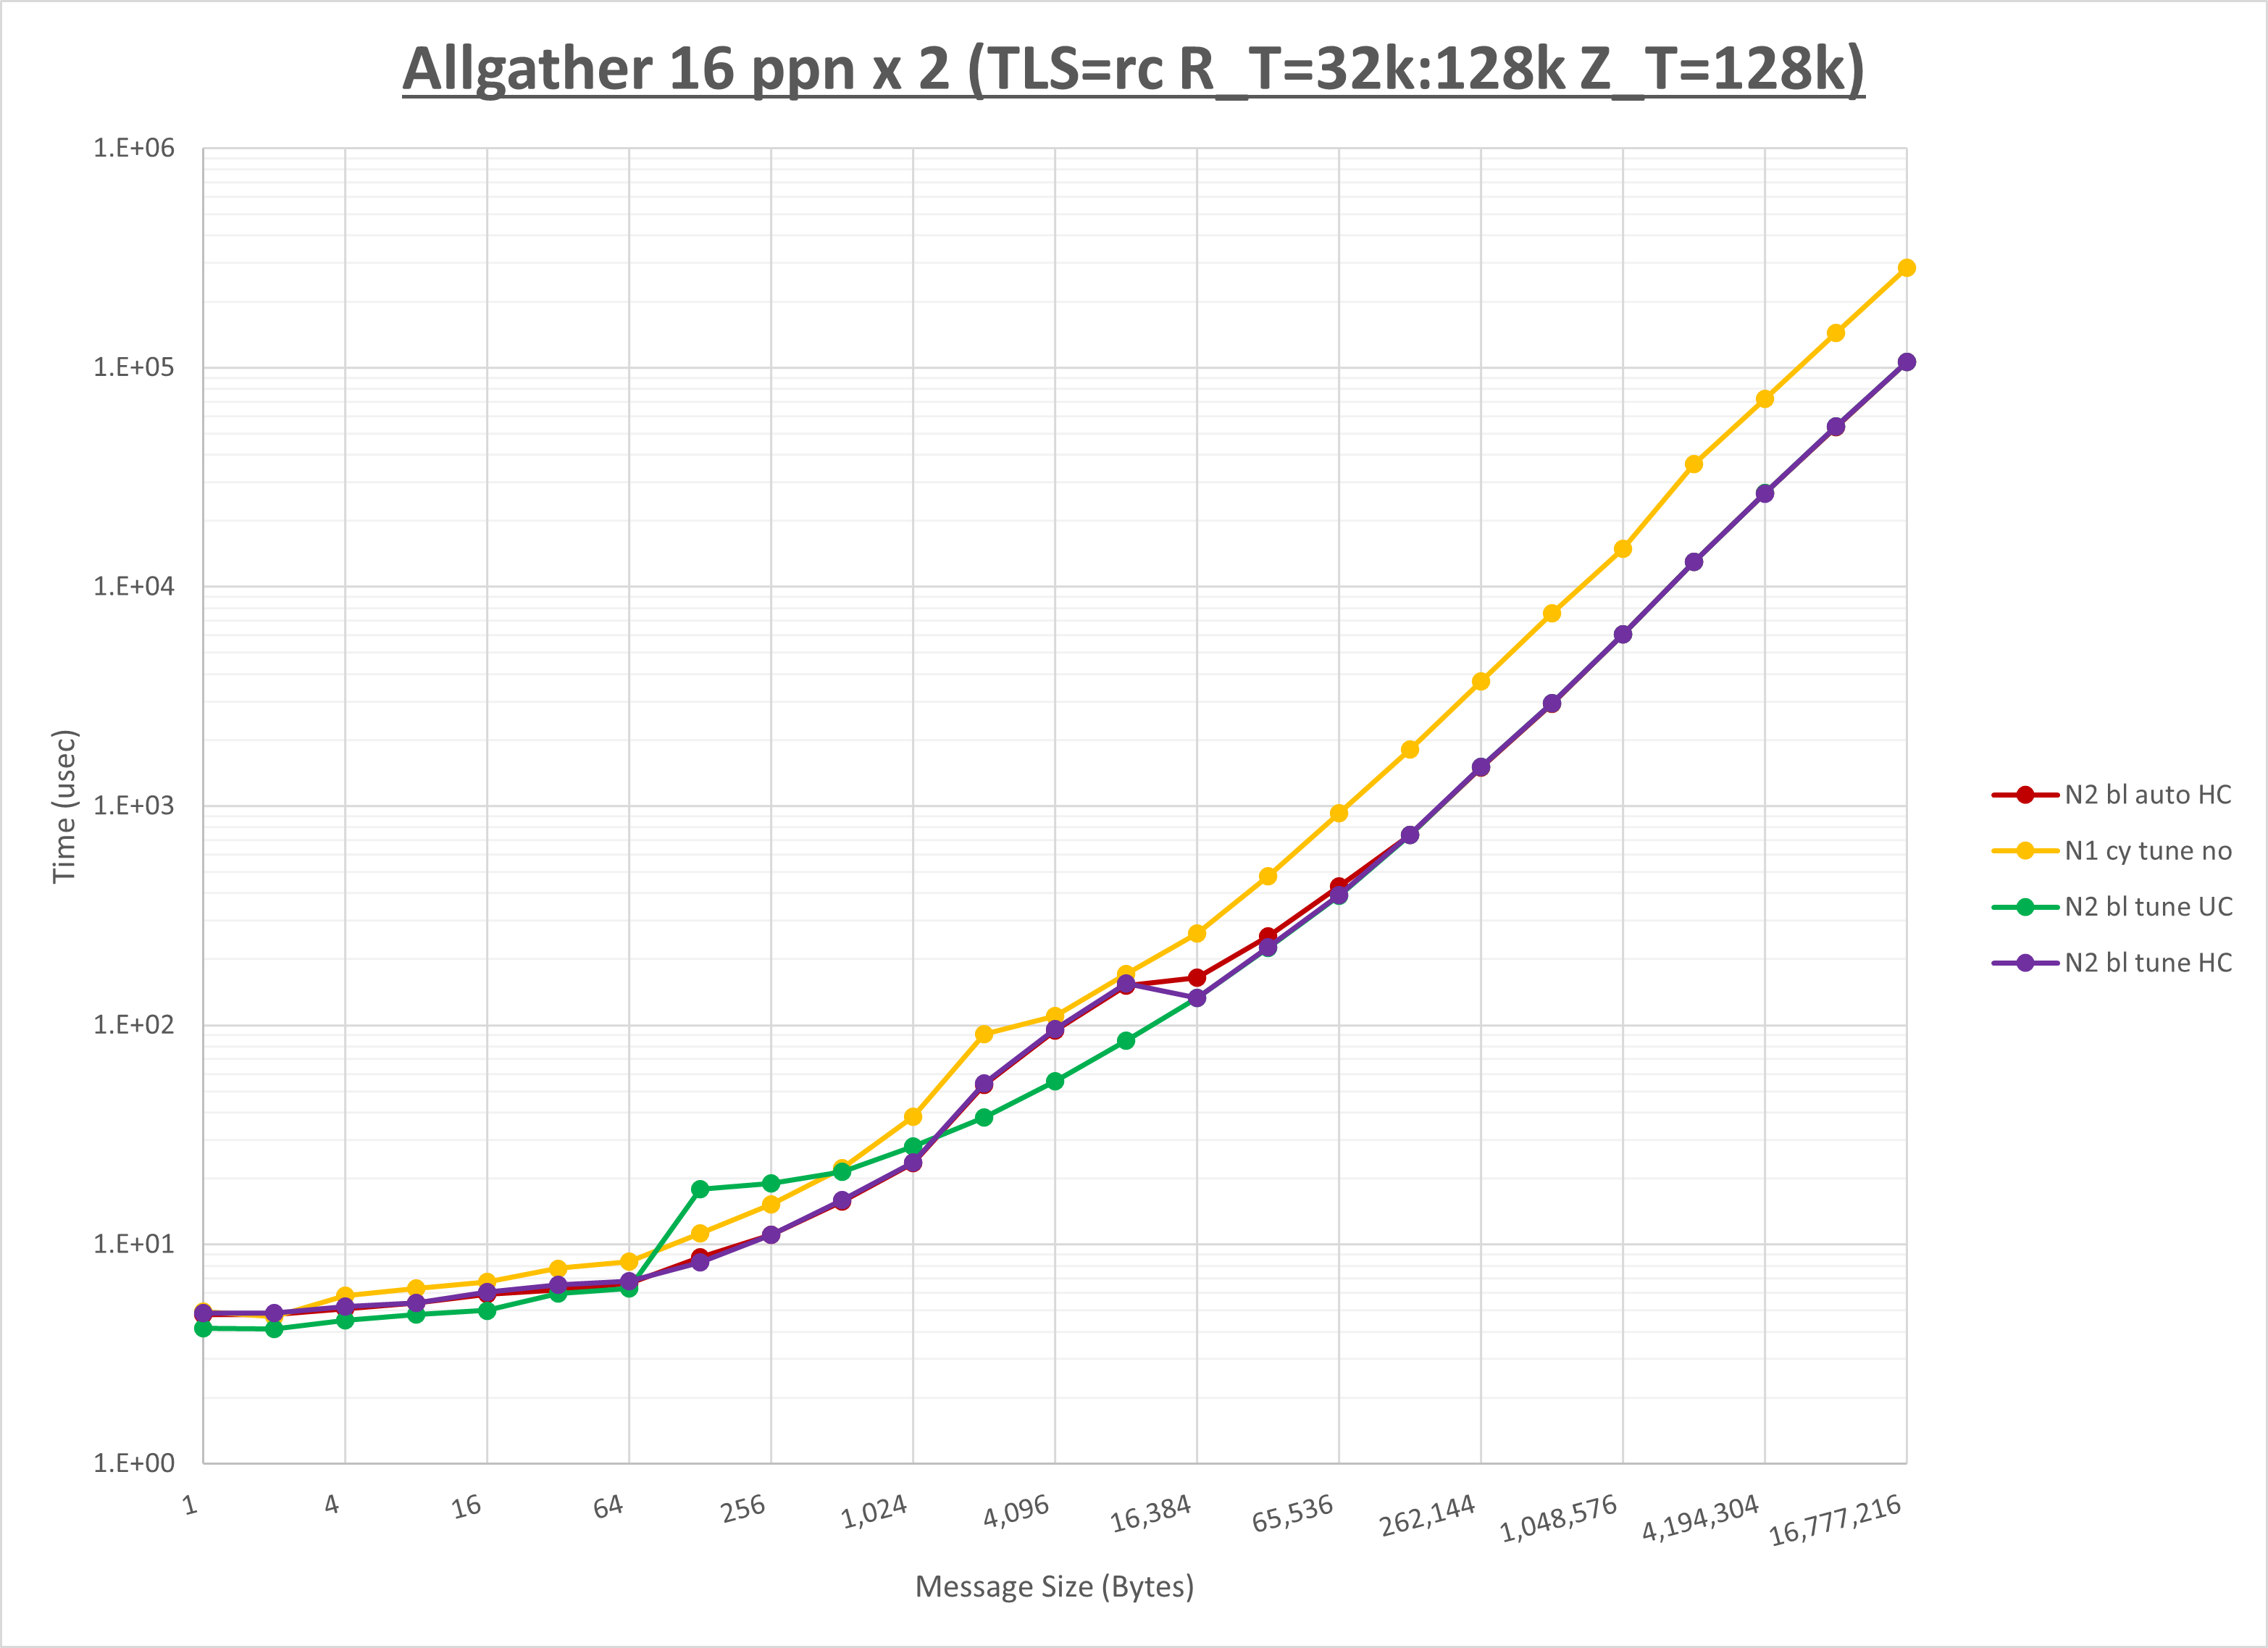 Allgather 16 ppn x 2 (TLS=rc R_T=32k:128k Z_T=128k)
1.E+06
1.E+05
1.E+04
1.E+03
1.E+02
1.E+01
1.E+00
Time (usec)
1
4
16
64
256
1,024
4,096
16,384
65,536
262,144
1,048,576
4,194,304
16,777,216
Message Size (Bytes)
N2 bl auto HC
N1 cy tune no
N2 bl tune UC
N2 bl tune HC